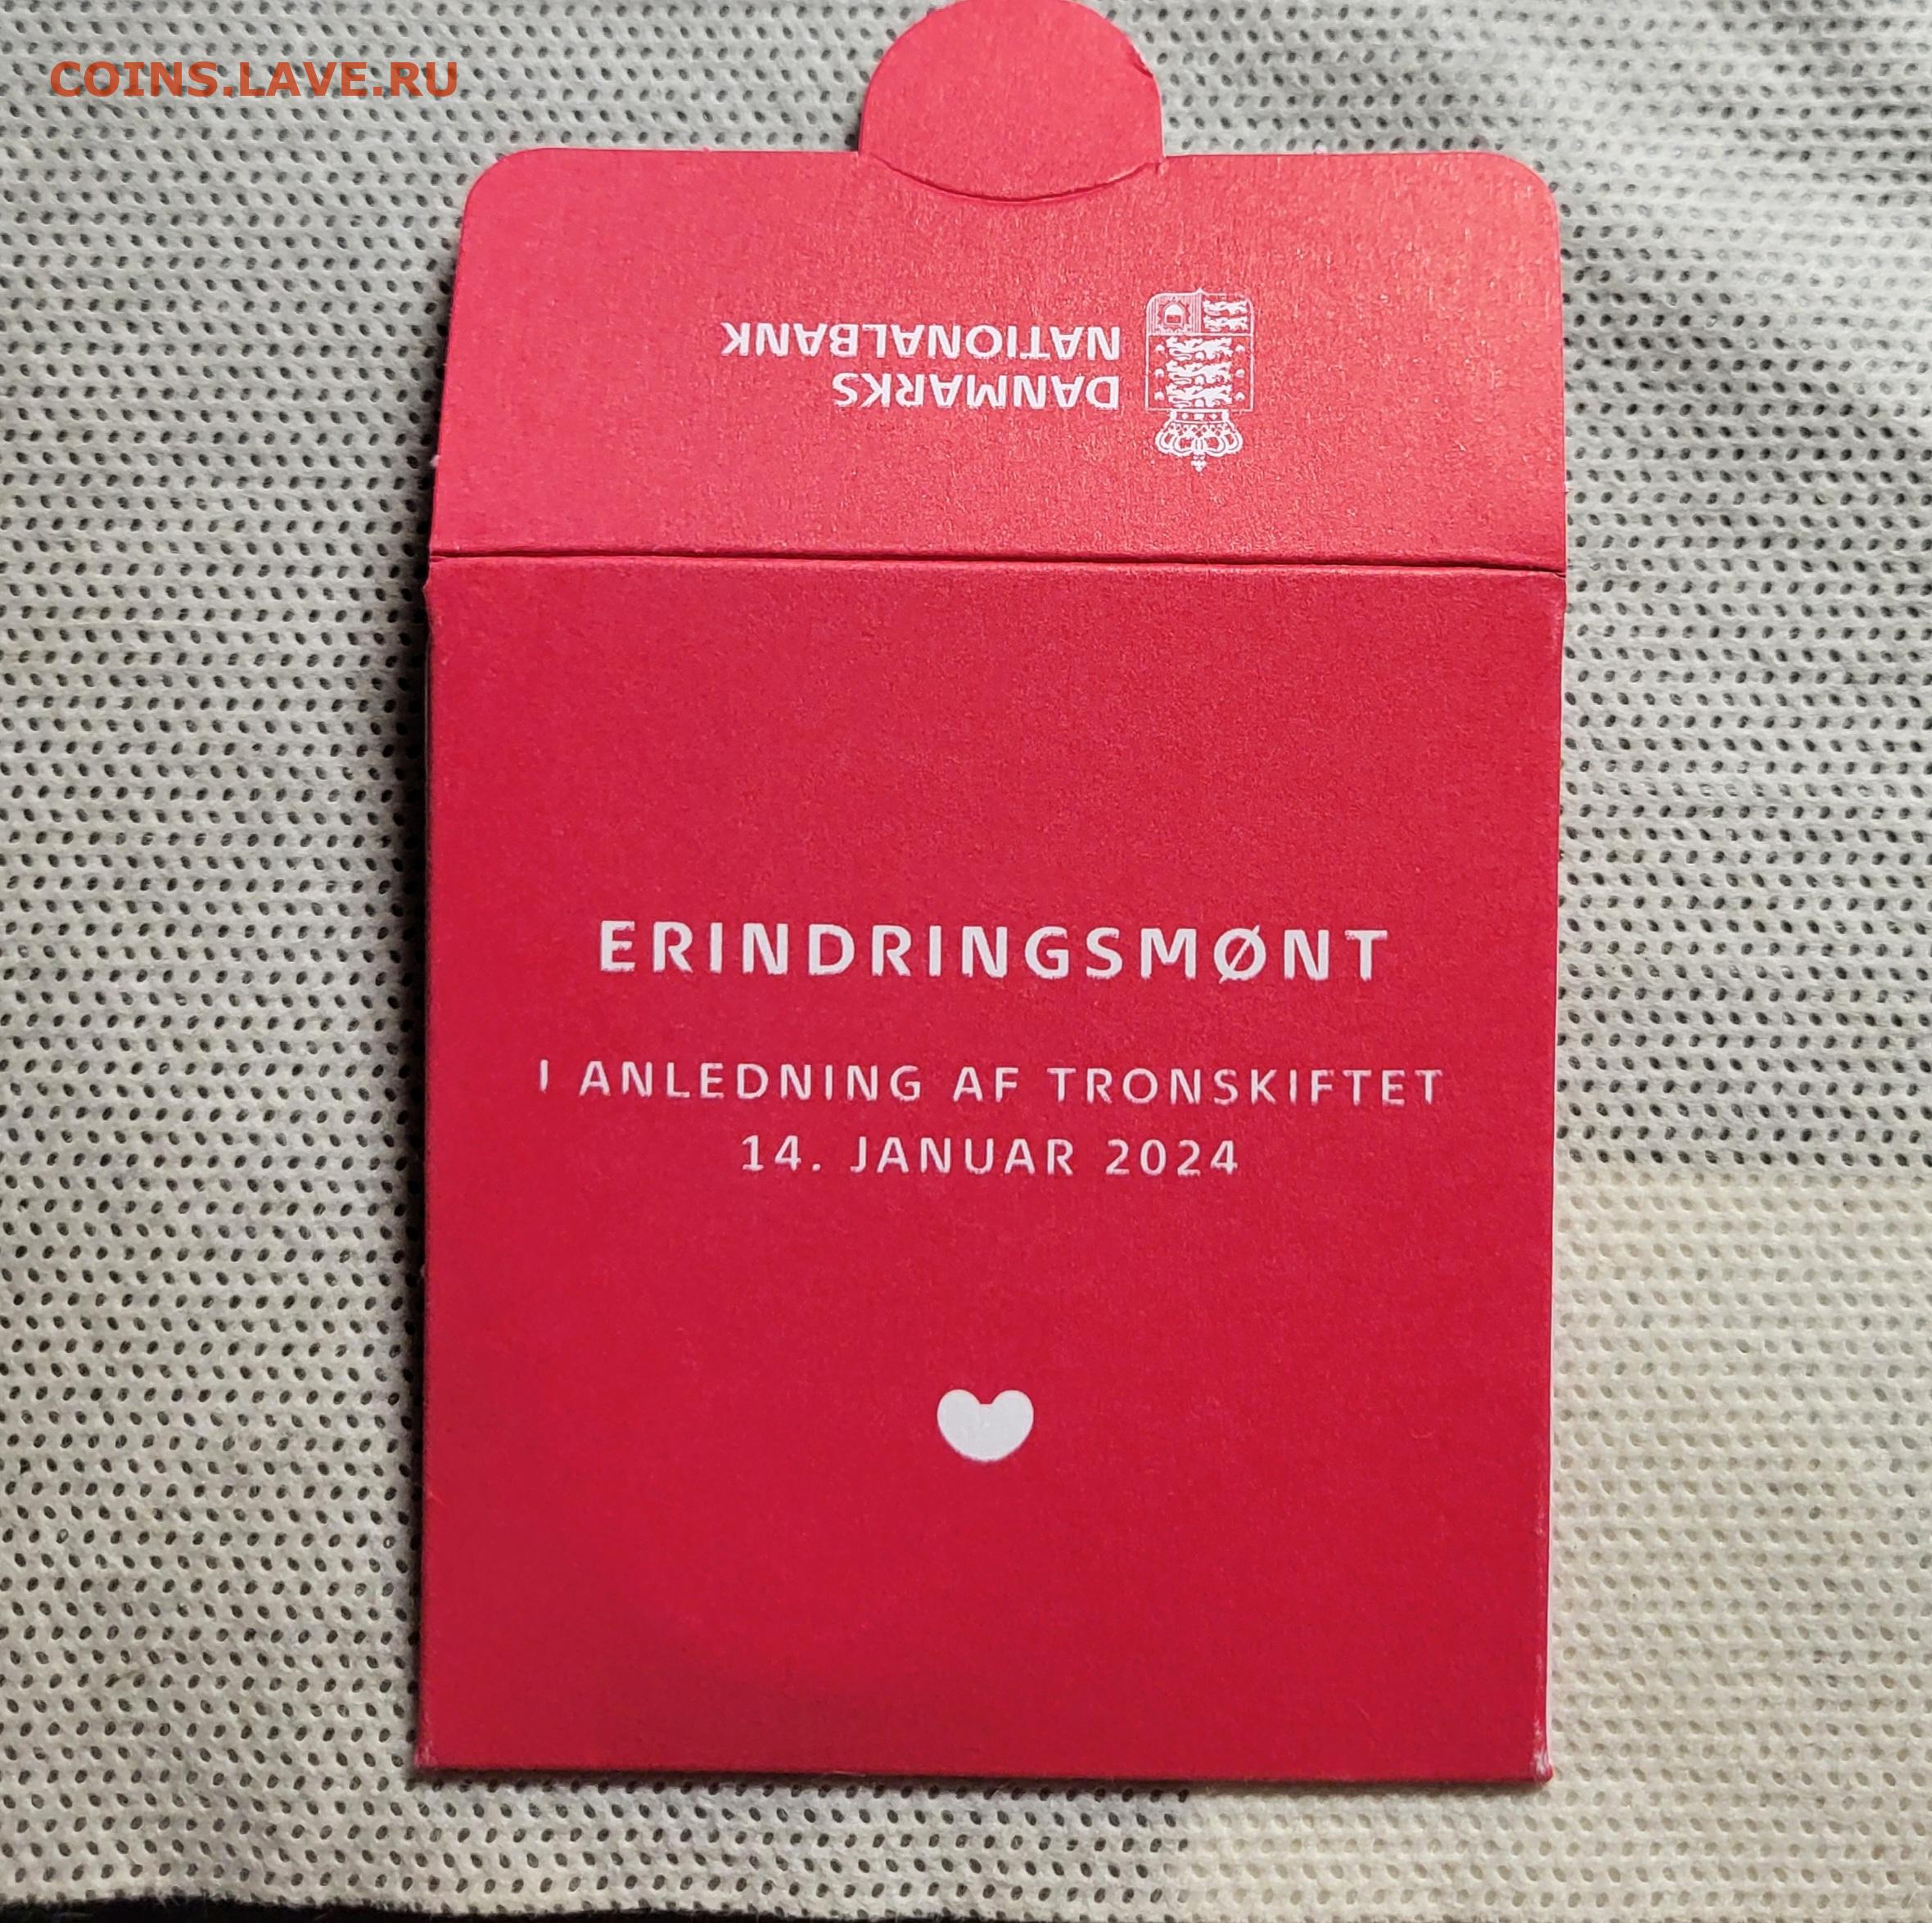 COINS.LAVE.RU
DANMARKS
NATIONALBANK
ERINDRINGSMØNT
I ANLEDNING AF TRONSKIFTET
14. JANUAR 2024